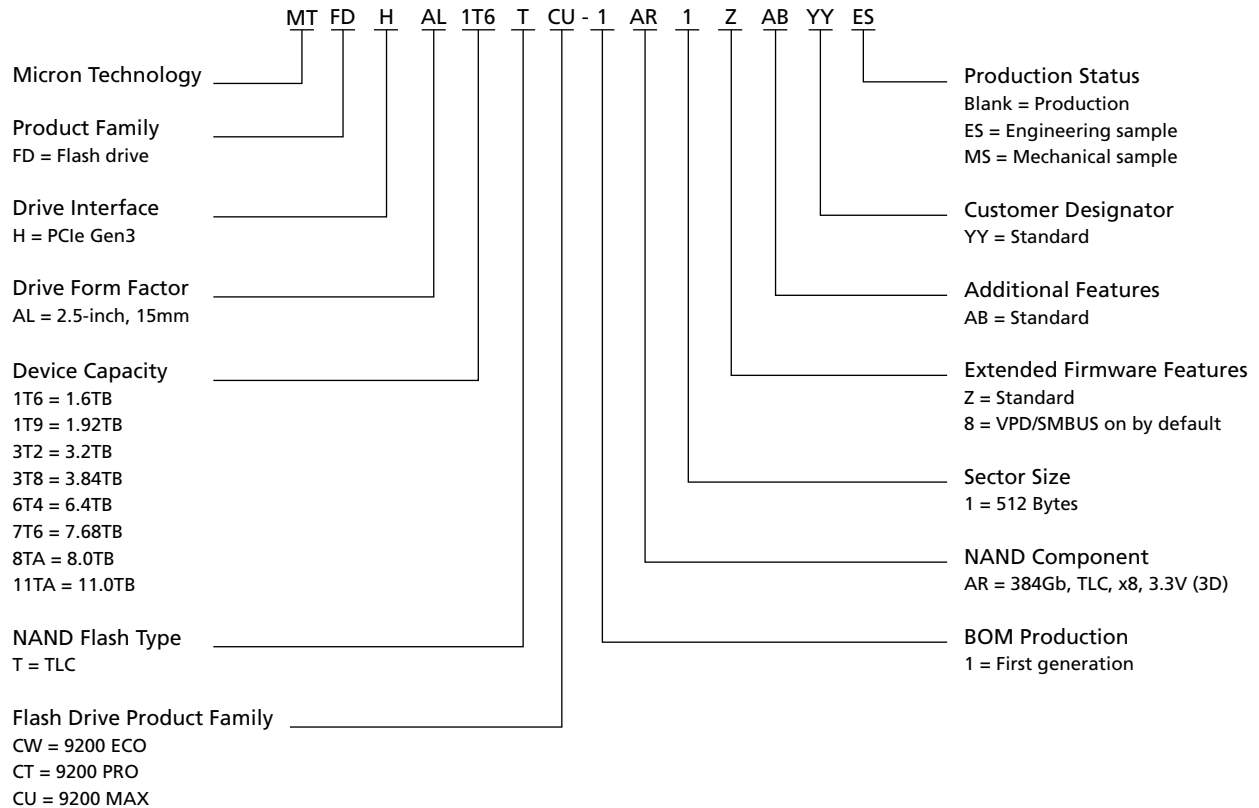 MT FD H AL 1T6 T CU - 1 AR 1 Z AB YY ES
Micron Technology
Product Family
FD = Flash drive
Drive Interface
H = PCIe Gen3
Drive Form Factor
AL = 2.5-inch, 15mm
Device Capacity
1T6 = 1.6TB
1T9 = 1.92TB
3T2 = 3.2TB
3T8 = 3.84TB
6T4 = 6.4TB
7T6 = 7.68TB
8TA = 8.0TB
11TA = 11.0TB
NAND Flash Type
T = TLC
Flash Drive Product Family
CW = 9200 ECO
CT = 9200 PRO
CU = 9200 MAX
Production Status
Blank = Production
ES = Engineering sample
MS = Mechanical sample
Customer Designator
YY = Standard
Additional Features
AB = Standard
Extended Firmware Features
Z = Standard
8 = VPD/SMBUS on by default
Sector Size
1 = 512 Bytes
NAND Component
AR = 384Gb, TLC, x8, 3.3V (3D)
BOM Production
1 = First generation